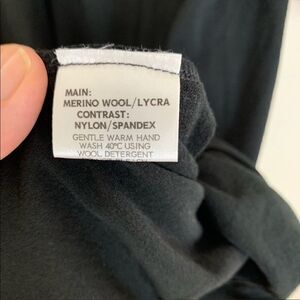 MAIN:
MERINO WOOL/LYCRA
CONTRAST:
NYLON/SPANDEX
GENTLE WARM HAND
WASH 40°C USING
WOOL DETERGENT